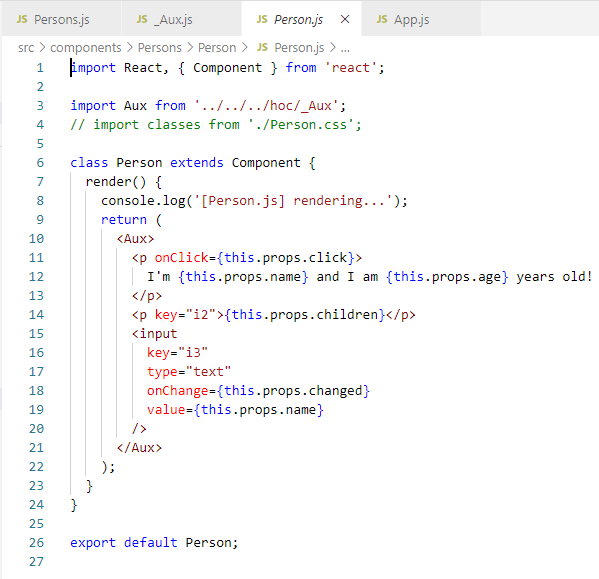 JS Persons.js JS _Aux.js JS Person.js × JS App.js
src > components > Persons > Person > JS Person.js > ...
1 import React, { Component } from 'react';
2
3 import Aux from '../../../hoc/_Aux';
4 // import classes from './Person.css';
5
6 class Person extends Component {
7 render() {
8 console.log('[Person.js] rendering...');
9 return (
10 <Aux>
11 <p onClick={this.props.click}>
12 I'm {this.props.name} and I am {this.props.age} years old!
13 </p>
14 <p key="i2">{this.props.children}</p>
15 <input
16 key="i3"
17 type="text"
18 onChange={this.props.changed}
19 value={this.props.name}
20 />
21 </Aux>
22 );
23 }
24 }
25
26 export default Person;
27